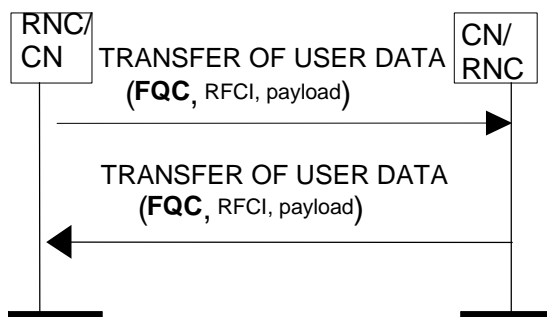 RNC/
CN
CN/
RNC
TRANSFER OF USER DATA
(FQC, RFCI, payload)
TRANSFER OF USER DATA
(FQC, RFCI, payload)